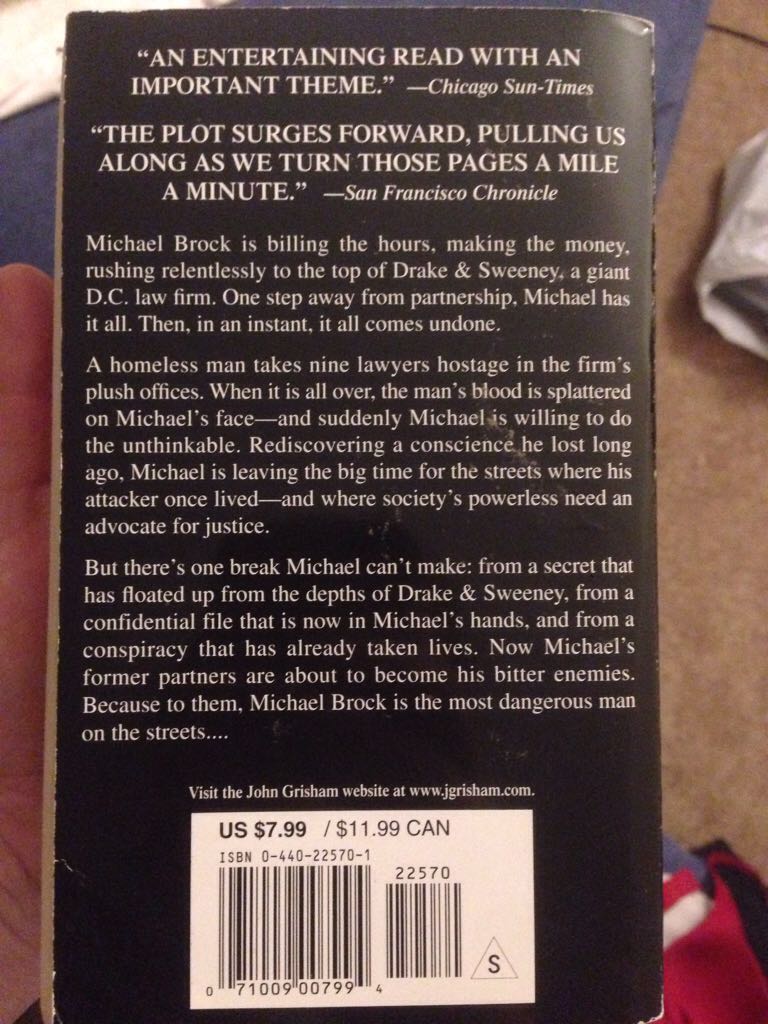 “AN ENTERTAINING READ WITH AN
IMPORTANT THEME.” —Chicago Sun-Times
“THE PLOT SURGES FORWARD, PULLING US
ALONG AS WE TURN THOSE PAGES A MILE
A MINUTE.” —San Francisco Chronicle
Michael Brock is billing the hours, making the money,
rushing relentlessly to the top of Drake & Sweeney, a giant
D.C. law firm. One step away from partnership, Michael has
it all. Then, in an instant, it all comes undone.
A homeless man takes nine lawyers hostage in the firm’s
plush offices. When it is all over, the man’s blood is splattered
on Michael’s face—and suddenly Michael is willing to do
the unthinkable. Rediscovering a conscience he lost long
ago, Michael is leaving the big time for the streets where his
attacker once lived—and where society’s powerless need an
advocate for justice.
But there’s one break Michael can’t make: from a secret that
has floated up from the depths of Drake & Sweeney, from a
confidential file that is now in Michael’s hands, and from a
conspiracy that has already taken lives. Now Michael’s
former partners are about to become his bitter enemies.
Because to them, Michael Brock is the most dangerous man
on the streets....
Visit the John Grisham website at www.jgrisham.com.
US $7.99 / $11.99 CAN
ISBN 0-440-22570-1
22570
S
0 71009 00799 4